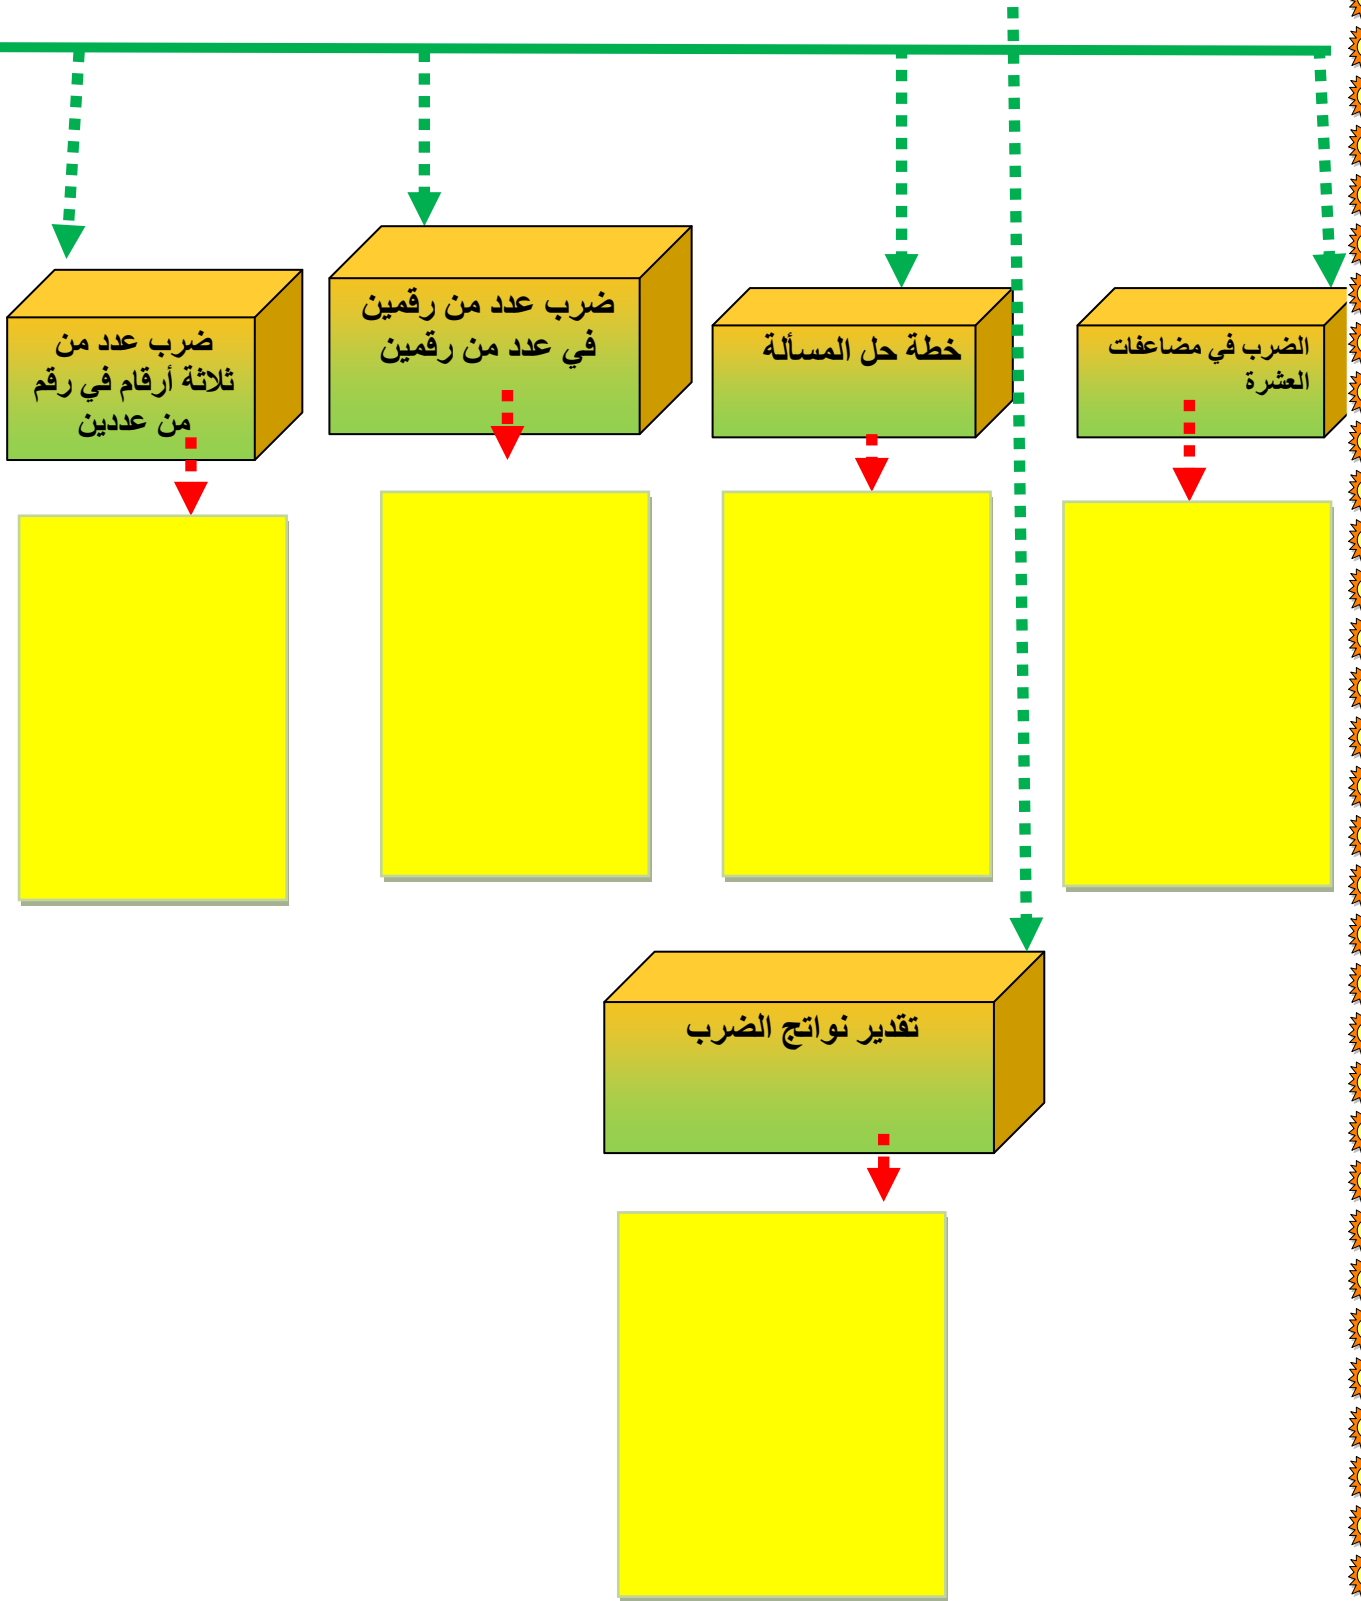 الضرب في مضاعفات
العشرة
خطة حل المسألة
ضرب عدد من رقمين
في عدد من رقمين
ضرب عدد من
ثلاثة أرقام في رقم
من عددين
تقدير نواتج الضرب